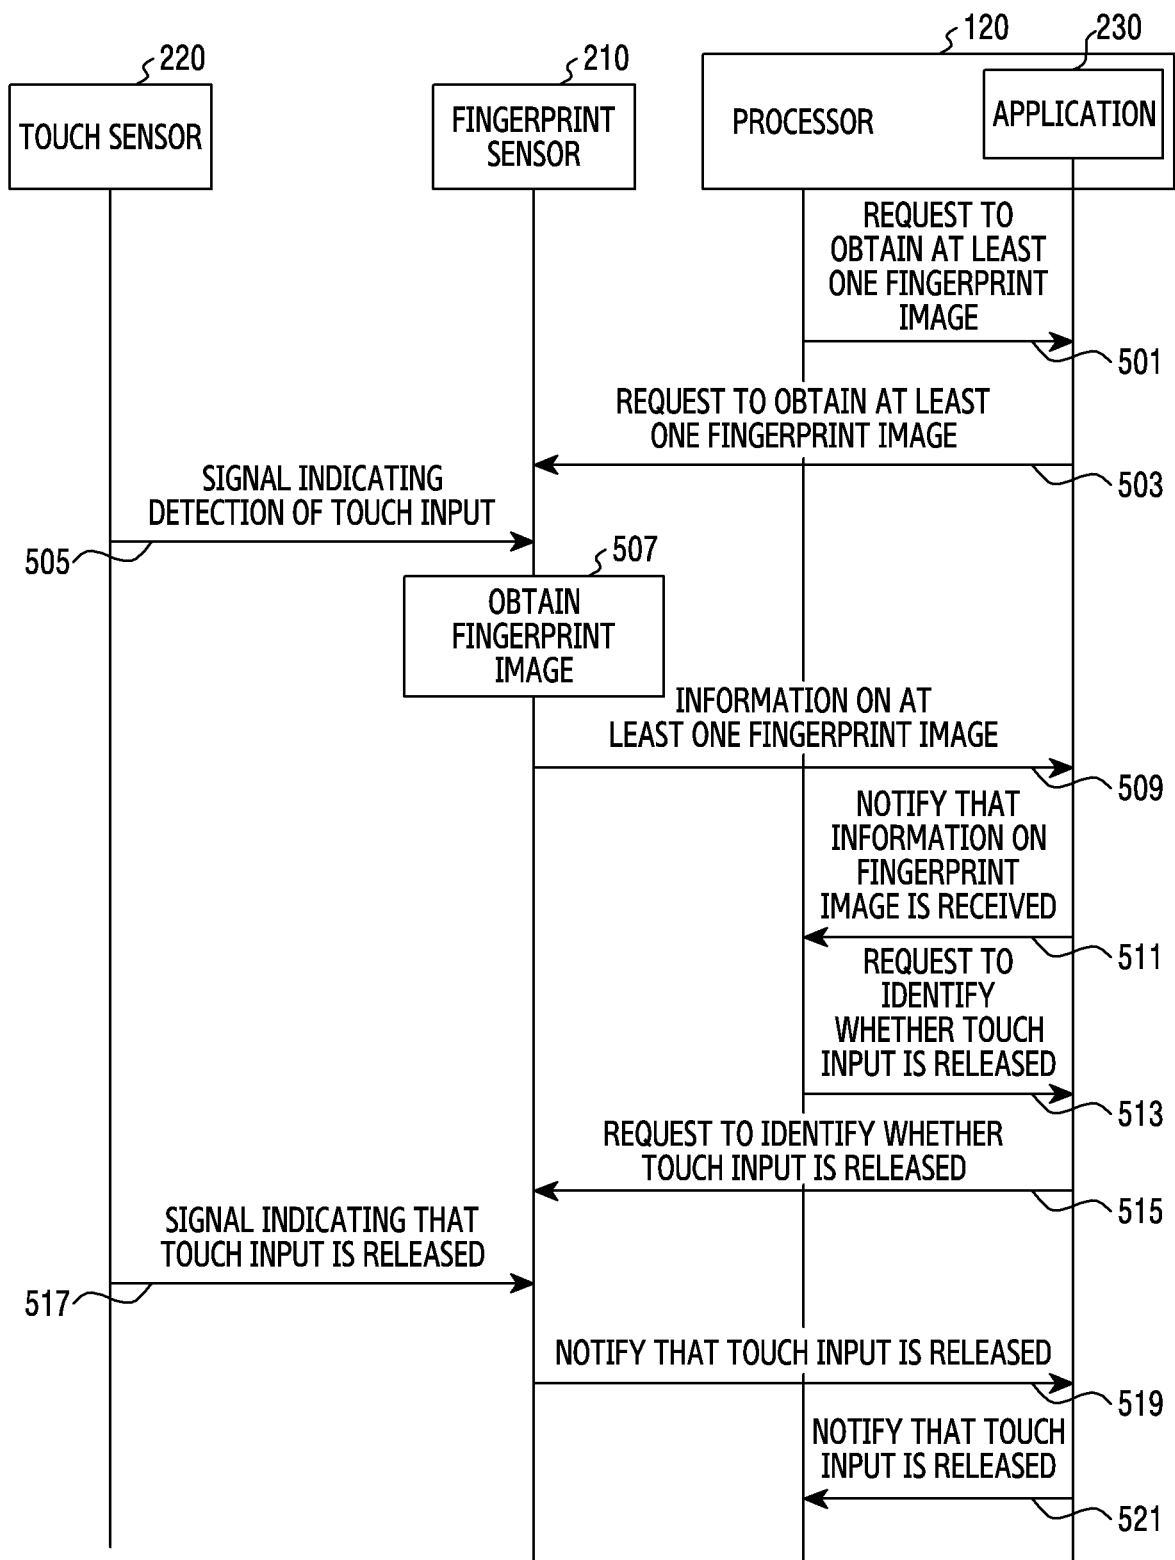 220
210
120
230
TOUCH SENSOR
FINGERPRINT
SENSOR
PROCESSOR
APPLICATION
REQUEST TO
OBTAIN AT LEAST
ONE FINGERPRINT
IMAGE
501
REQUEST TO OBTAIN AT LEAST
ONE FINGERPRINT IMAGE
503
SIGNAL INDICATING
DETECTION OF TOUCH INPUT
505
507
OBTAIN
FINGERPRINT
IMAGE
INFORMATION ON AT
LEAST ONE FINGERPRINT IMAGE
509
NOTIFY THAT
INFORMATION ON
FINGERPRINT
IMAGE IS RECEIVED
511
REQUEST TO
IDENTIFY
WHETHER TOUCH
INPUT IS RELEASED
513
REQUEST TO IDENTIFY WHETHER
TOUCH INPUT IS RELEASED
515
SIGNAL INDICATING THAT
TOUCH INPUT IS RELEASED
517
NOTIFY THAT TOUCH INPUT IS RELEASED
519
NOTIFY THAT TOUCH
INPUT IS RELEASED
521